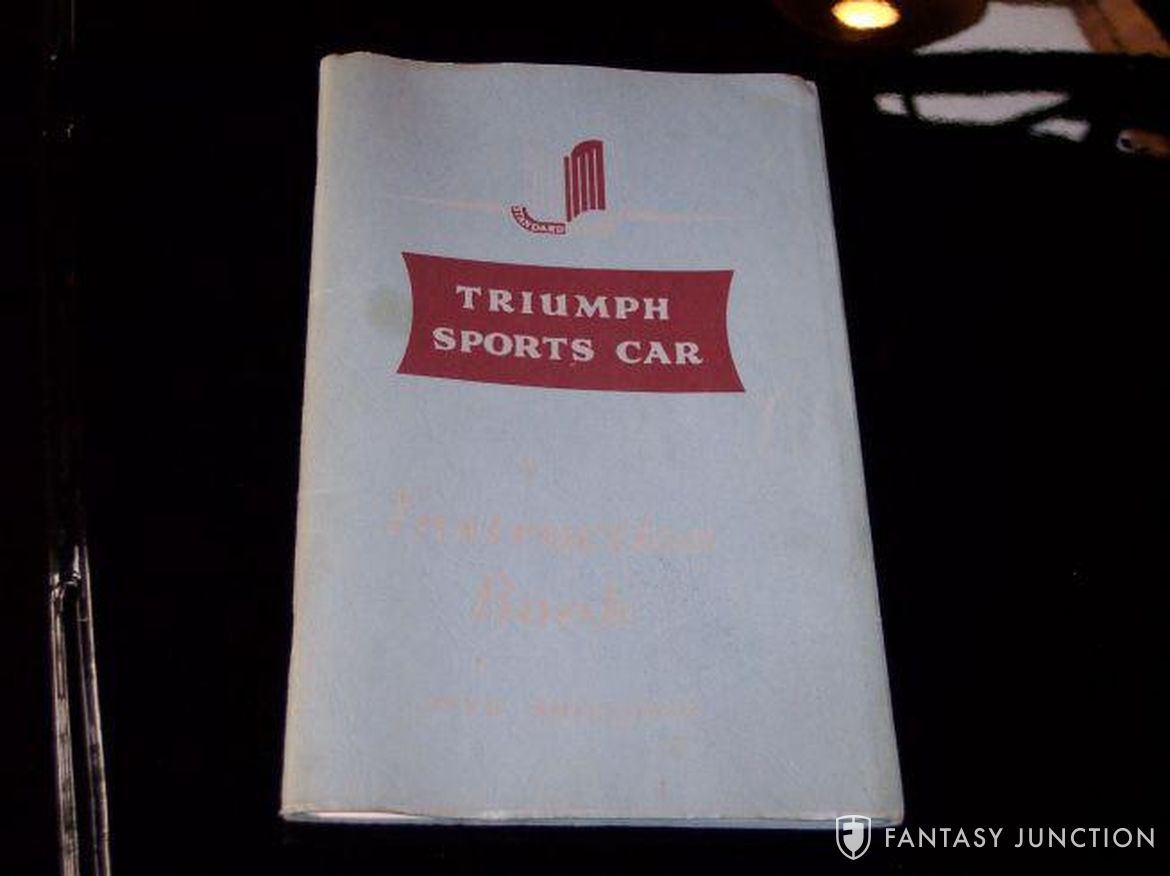 STANDARD
TRIUMPH
SPORTS CAR
Instruction
Book
FANTASY JUNCTION